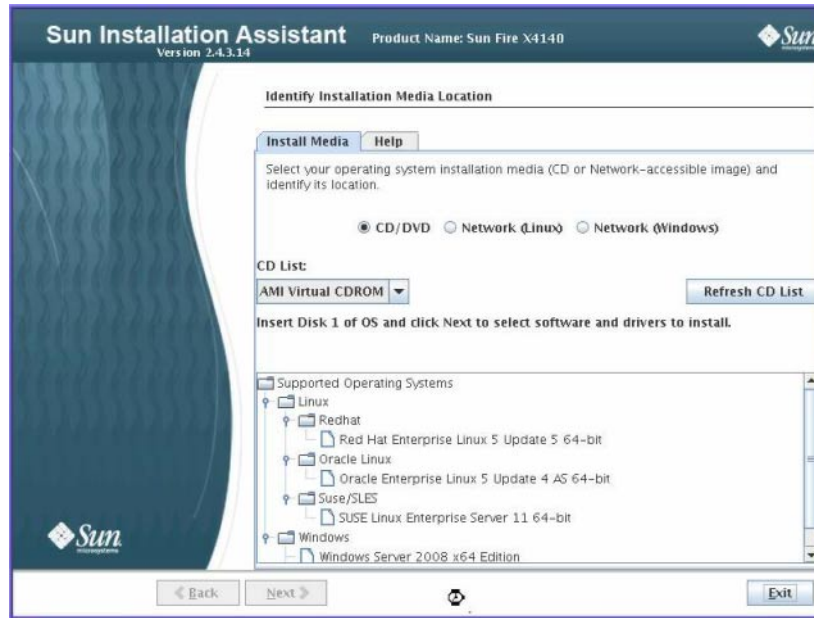 Sun Installation Assistant
Version 2.4.3.14
Product Name: Sun Fire X4140
Sun
Identify Installation Media Location
Install Media Help
Select your operating system installation media (CD or Network-accessible image) and
identify its location.
CD/DVD Network (Linux) Network (Windows)
CD List:
AMI Virtual CDROM Refresh CD List
Insert Disk 1 of OS and click Next to select software and drivers to install.
Supported Operating Systems
Linux
Redhat
Red Hat Enterprise Linux 5 Update 5 64-bit
Oracle Linux
Oracle Enterprise Linux 5 Update 4 AS 64-bit
Suse/SLES
SUSE Linux Enterprise Server 11 64-bit
Windows
Windows Server 2008 x64 Edition
Sun
microsystems
Back Next Exit